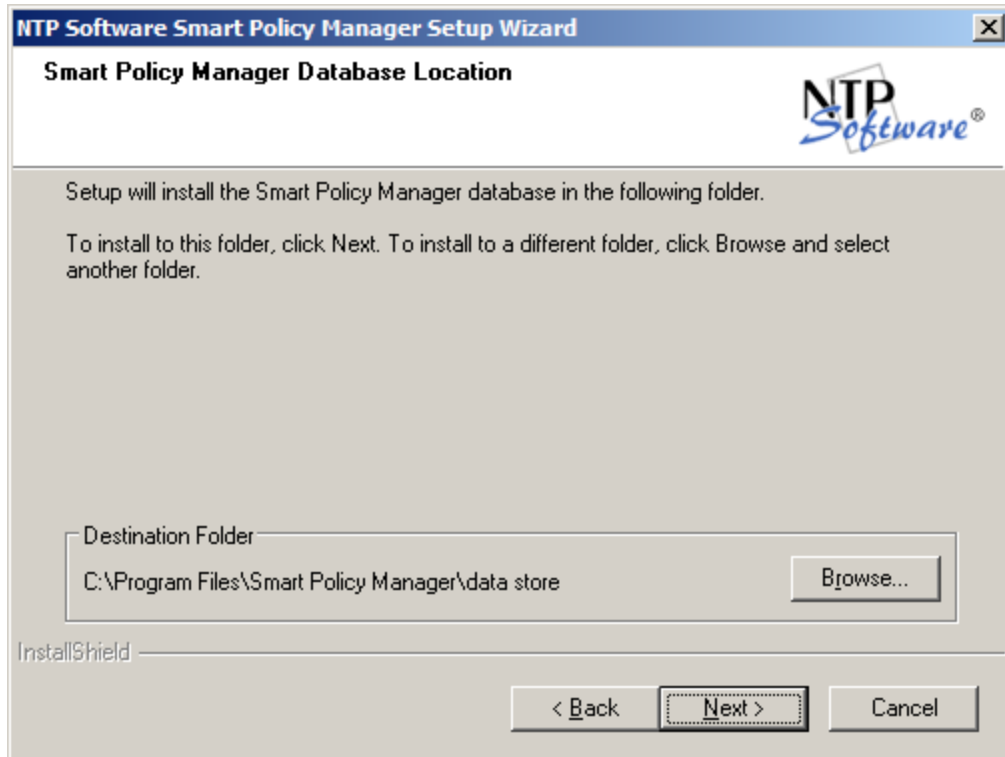 NTP Software Smart Policy Manager Setup Wizard
Smart Policy Manager Database Location
NTP
Software®
Setup will install the Smart Policy Manager database in the following folder.
To install to this folder, click Next. To install to a different folder, click Browse and select
another folder.
Destination Folder
C:\Program Files\Smart Policy Manager\data store
Browse...
InstallShield
< Back
Next >
Cancel